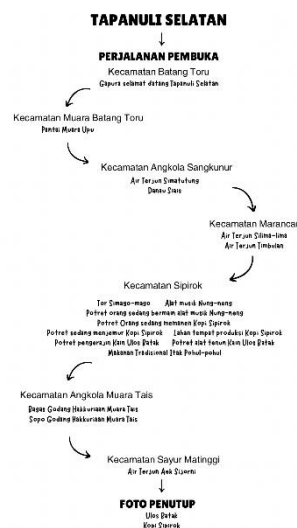 TAPANULI SELATAN
PERJALANAN PEMBUKA
Kecamatan Batang Toru
Gapura selamat datang Tapanuli Selatan
Kecamatan Muara Batang Toru
Pantai Muara Upu
Kecamatan Angkola Sangkunur
Air Terjun Simatutung
Danau Siais
Kecamatan Marancar
Air Terjun Silima-lima
Air Terjun Timbulan
Kecamatan Sipirok
Tor Simago-mago Alat musik Nung-neng
Potret orang sedang bermain alat musik Nung-neng
Potret Orang sedang memanen Kopi Sipirok
Potret sedang menjemur Kopi Sipirok Lahan tempat produksi Kopi Sipirok
Potret pengerajin Kain Ulos Batak Potret alat tenun Kain Ulos Batak
Makanan Tradisional Itak Pohul-pohul
Kecamatan Angkola Muara Tais
Bagas Godang Hakkuriaan Muara Tais
Sopo Godang Hakkuriaan Muara Tais
Kecamatan Sayur Matinggi
Air Terjun Aek Sijorni
FOTO PENUTUP
Ulos Batak
Kopi Sipirok